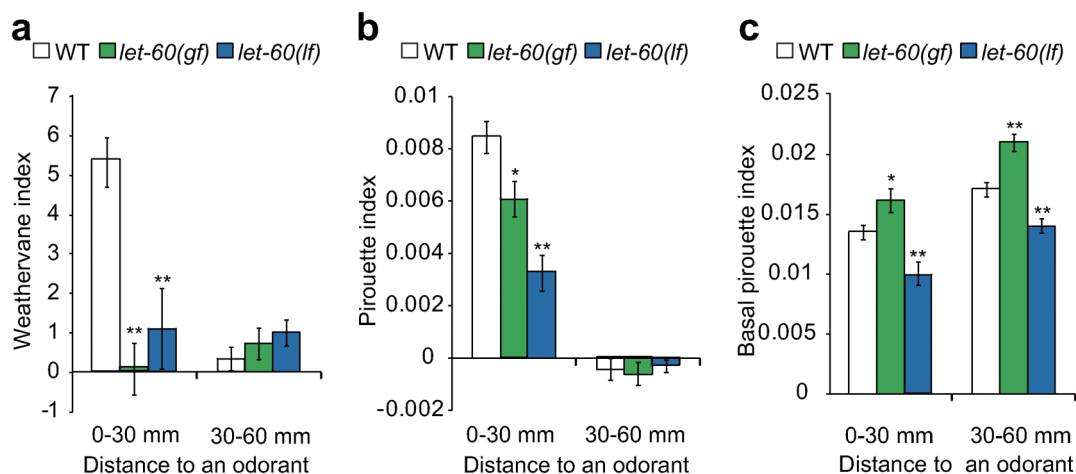 a
WT let-60(gf) let-60(lf)
Weathervane index
7
6
5
4
3
2
1
0
-1
**
**
0-30 mm 30-60 mm
Distance to an odorant
b
WT let-60(gf) let-60(lf)
Pirouette index
0.01
0.008
0.006
0.004
0.002
0
-0.002
*
**
0-30 mm 30-60 mm
Distance to an odorant
c
WT let-60(gf) let-60(lf)
Basal pirouette index
0.025
0.02
0.015
0.01
0.005
0
*
**
**
**
0-30 mm 30-60 mm
Distance to an odorant